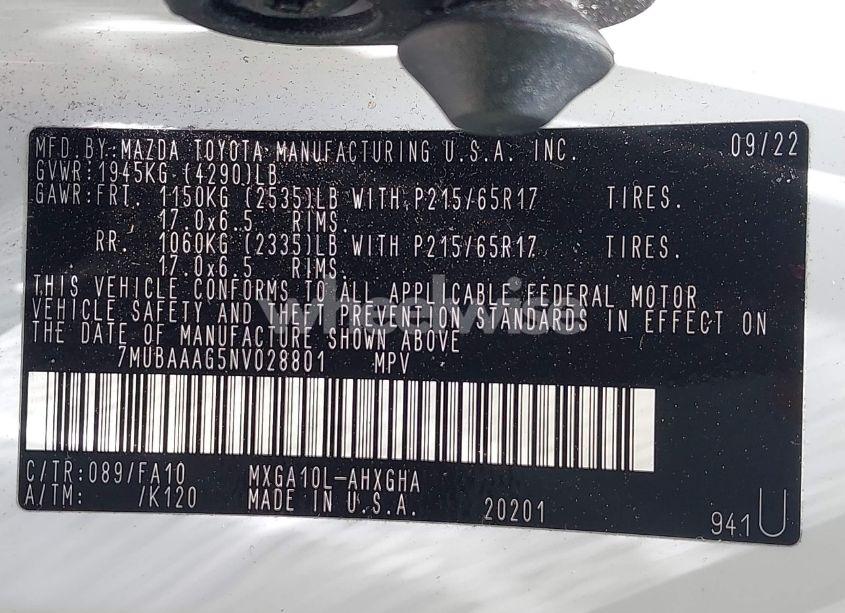 MFD. BY: MAZDA TOYOTA MANUFACTURING U.S.A. INC. 09/22
GVWR: 1945KG (4290)LB
GAWR: FRT. 1150KG (2535)LB WITH P215/65R17 TIRES.
17.0x6.5 RIMS.
RR. 1060KG (2335)LB WITH P215/65R17 TIRES.
17.0x6.5 RIMS.
THIS VEHICLE CONFORMS TO ALL APPLICABLE FEDERAL MOTOR
VEHICLE SAFETY AND THEFT PREVENTION STANDARDS IN EFFECT ON
THE DATE OF MANUFACTURE SHOWN ABOVE
wheelwise
7MUBAAAG5NV028801 MPV
C/TR: 089/FA10 MXGA10L-AHXGHA
A/TM: /K120 MADE IN U.S.A. 20201
941U